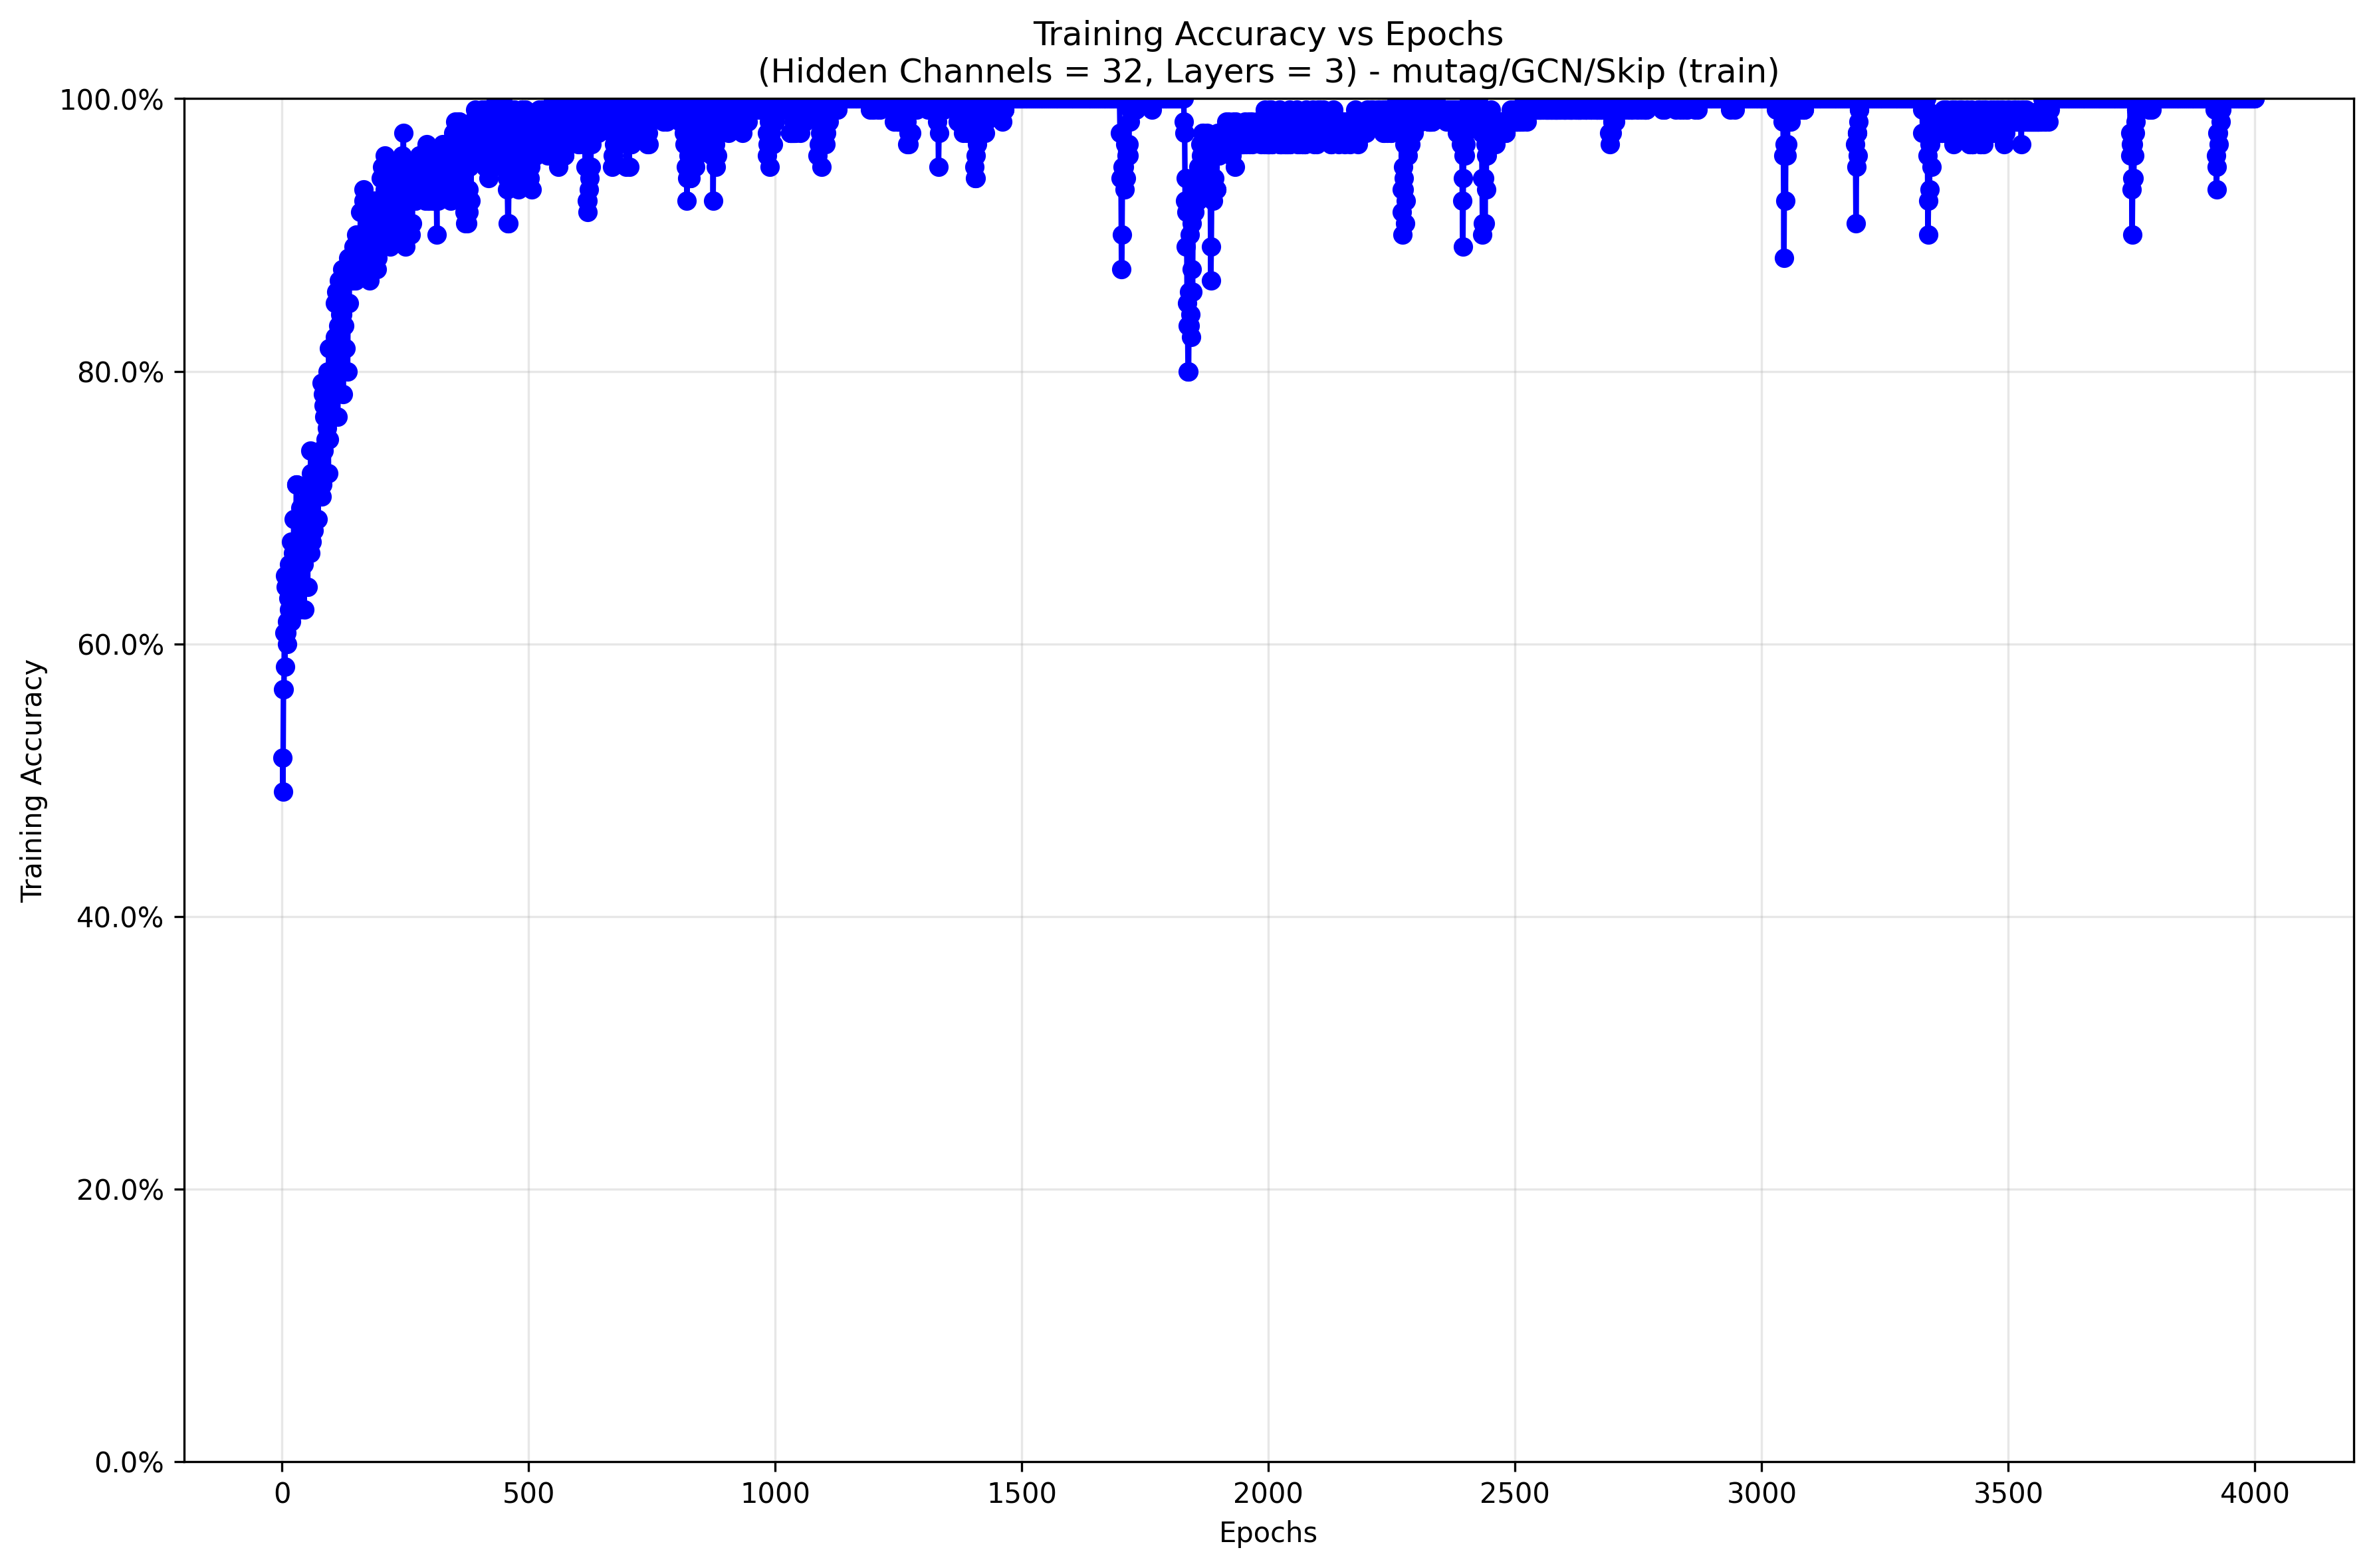 Training Accuracy vs Epochs
(Hidden Channels = 32, Layers = 3) - mutag/GCN/Skip (train)
100.0%
80.0%
60.0%
40.0%
20.0%
0.0%
Training Accuracy
0 500 1000 1500 2000 2500 3000 3500 4000
Epochs